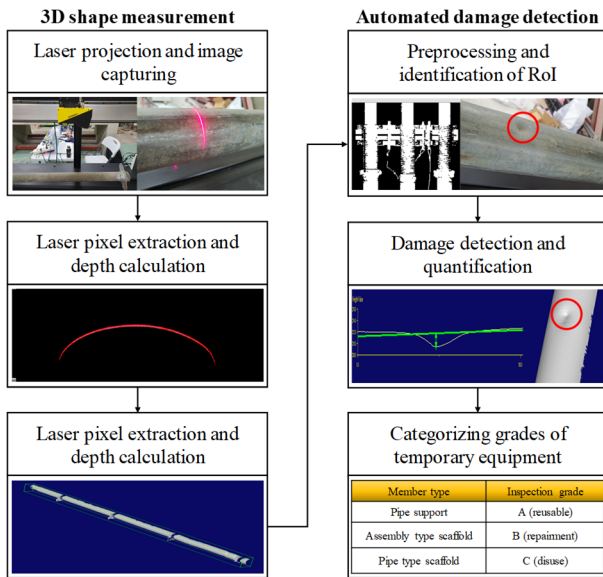 3D shape measurement
Laser projection and image
capturing
Laser pixel extraction and
depth calculation
Laser pixel extraction and
depth calculation
Automated damage detection
Preprocessing and
identification of RoI
Damage detection and
quantification
Categorizing grades of
temporary equipment
Member type Inspection grade
Pipe support A (reusable)
Assembly type scaffold B (repairment)
Pipe type scaffold C (disuse)